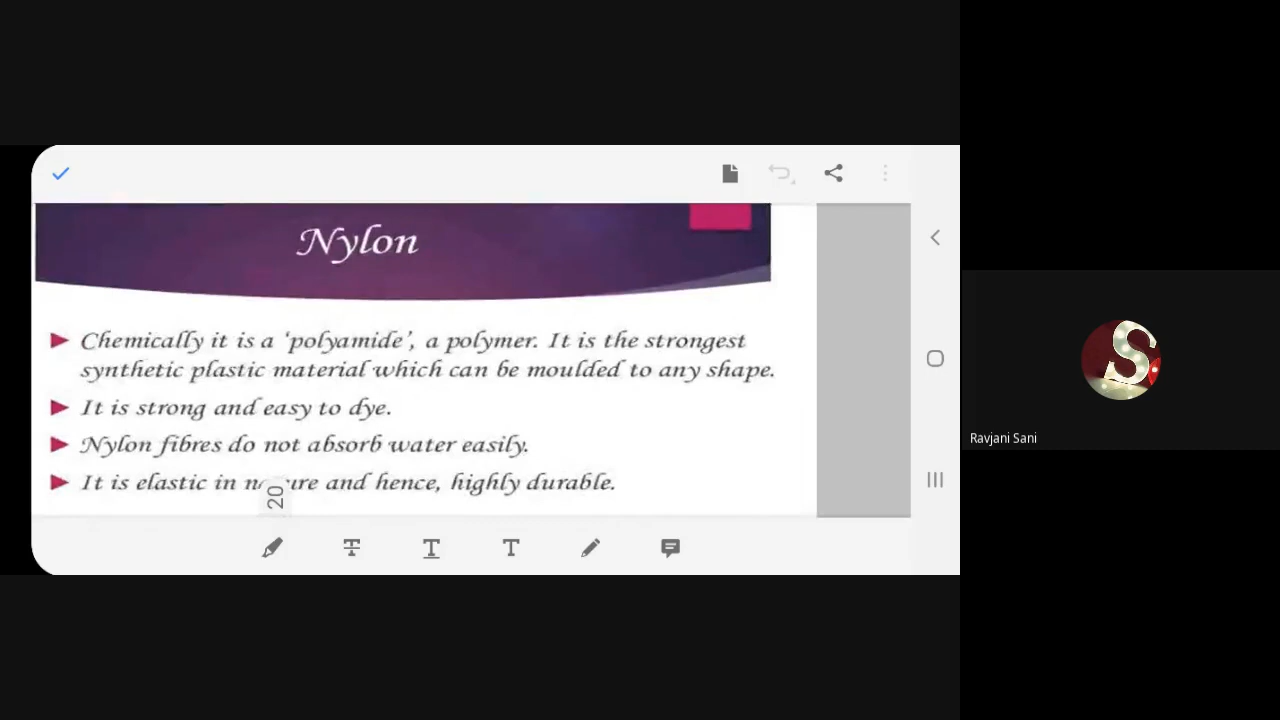 Nylon
Chemically it is a ‘polyamide’, a polymer. It is the strongest
synthetic plastic material which can be moulded to any shape.
It is strong and easy to dye.
Nylon fibres do not absorb water easily.
It is elastic in nature and hence, highly durable.
20
S
Ravjani Sani